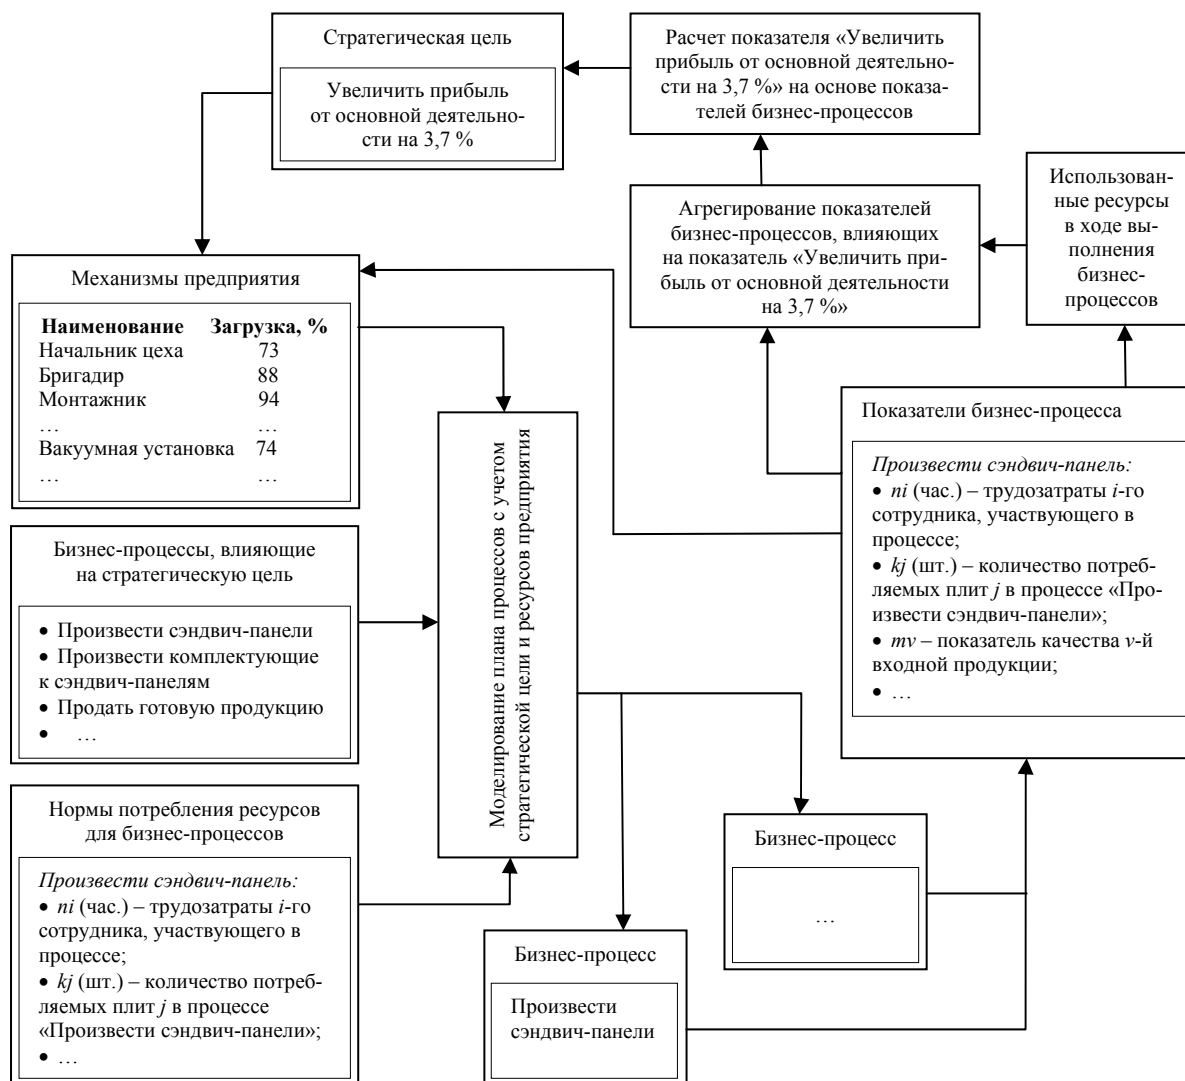 Стратегическая цель
Увеличить прибыль
от основной деятельно-
сти на 3,7 %
Расчет показателя «Увеличить
прибыль от основной деятельно-
сти на 3,7 %» на основе показа-
телей бизнес-процессов
Агрегирование показателей
бизнес-процессов, влияющих
на показатель «Увеличить при-
быль от основной деятельности
на 3,7 %»
Использован-
ные ресурсы
в ходе вы-
полнения
бизнес-
процессов
Механизмы предприятия
Наименование Загрузка, %
Начальник цеха 73
Бригадир 88
Монтажник 94
… …
Вакуумная установка 74
… …
Бизнес-процессы, влияющие
на стратегическую цель
• Произвести сэндвич-панели
• Произвести комплектующие
к сэндвич-панелям
• Продать готовую продукцию
• …
Нормы потребления ресурсов
для бизнес-процессов
Произвести сэндвич-панель:
• ni (час.) – трудозатраты i-го
сотрудника, участвующего в
процессе;
• kj (шт.) – количество потреб-
ляемых плит j в процессе
«Произвести сэндвич-панели»;
• …
Моделирование плана процессов с учетом
стратегической цели и ресурсов предприятия
Показатели бизнес-процесса
Произвести сэндвич-панель:
• ni (час.) – трудозатраты i-го
сотрудника, участвующего в
процессе;
• kj (шт.) – количество потреб-
ляемых плит j в процессе «Про-
извести сэндвич-панели»;
• mv – показатель качества v-й
входной продукции;
• …
Бизнес-процесс
…
Бизнес-процесс
Произвести
сэндвич-панели